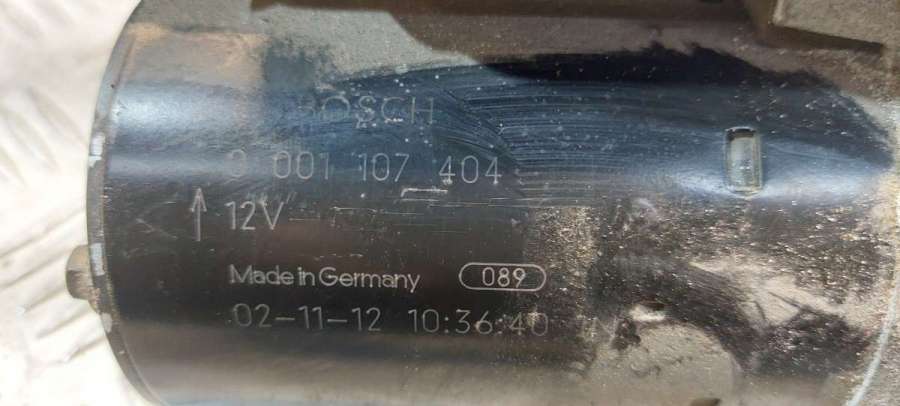 BOSCH
0 001 107 404
↑ 12V
Made in Germany 089
02-11-12 10:36:40